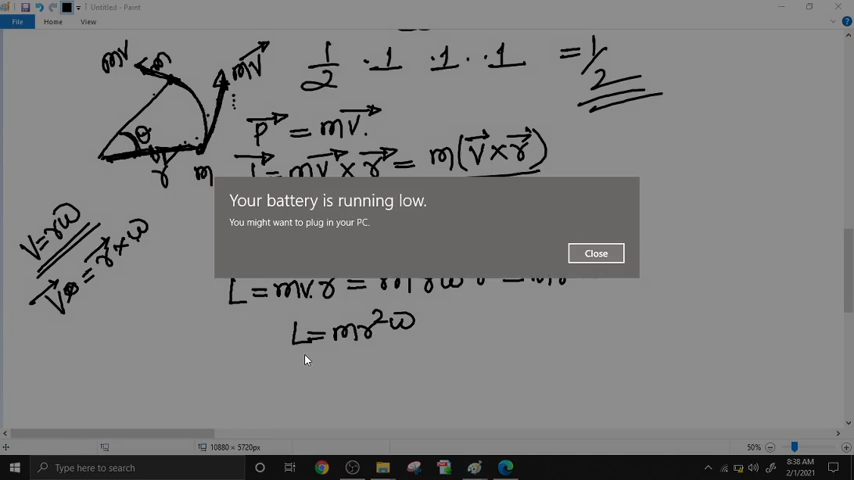 Untitled - Paint
File Home View
mv m mv
1/2 · 1 · 1 · 1 = 1/2
θ
p⃗ = mv⃗.
r m
L⃗ = mv⃗ × r⃗ = m(v⃗ × r⃗)
Your battery is running low.
You might want to plug in your PC.
Close
V = rω
v⃗ = r⃗ × ω
L = mv.r = m r ω
L = mr²ω
10880 × 5720px
50%
Type here to search
8:38 AM
2/1/2021